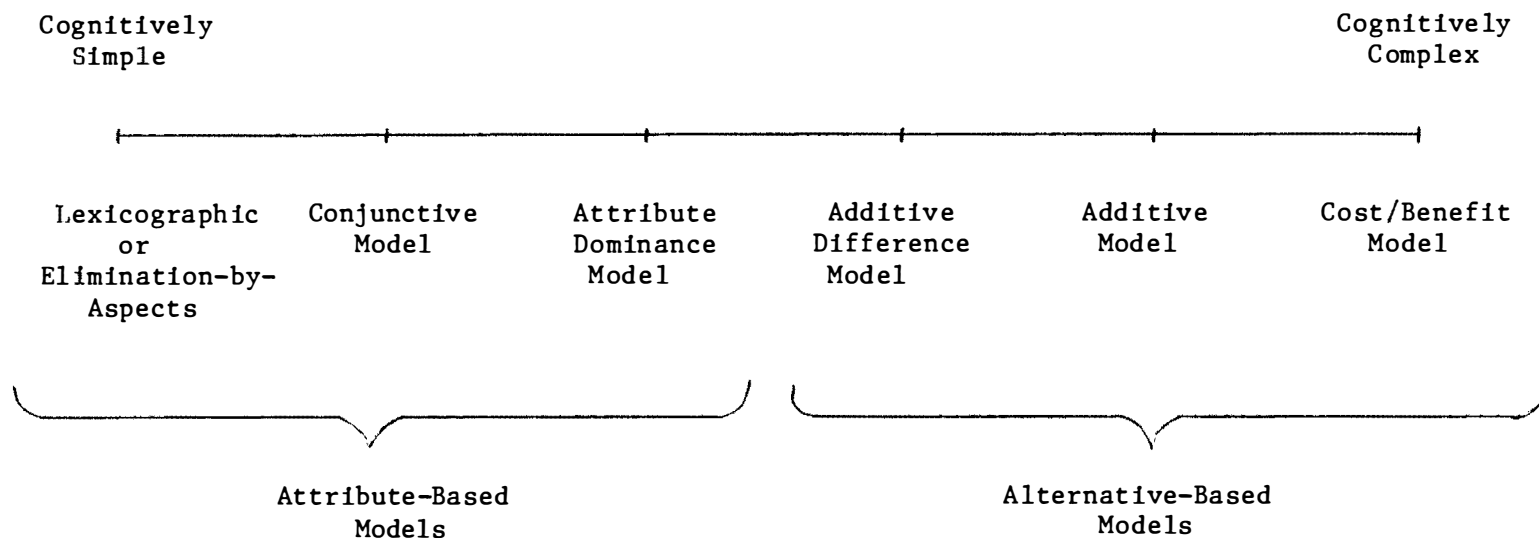 Cognitively
Simple
Cognitively
Complex
Lexicographic
or
Elimination-by-
Aspects
Conjunctive
Model
Attribute
Dominance
Model
Additive
Difference
Model
Additive
Model
Cost/Benefit
Model
Attribute-Based
Models
Alternative-Based
Models